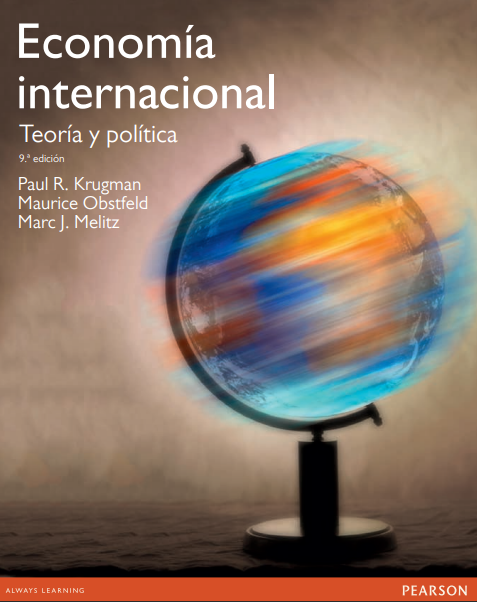 Economía
internacional
Teoría y política
9.ª edición
Paul R. Krugman
Maurice Obstfeld
Marc J. Melitz
ALWAYS LEARNING
PEARSON